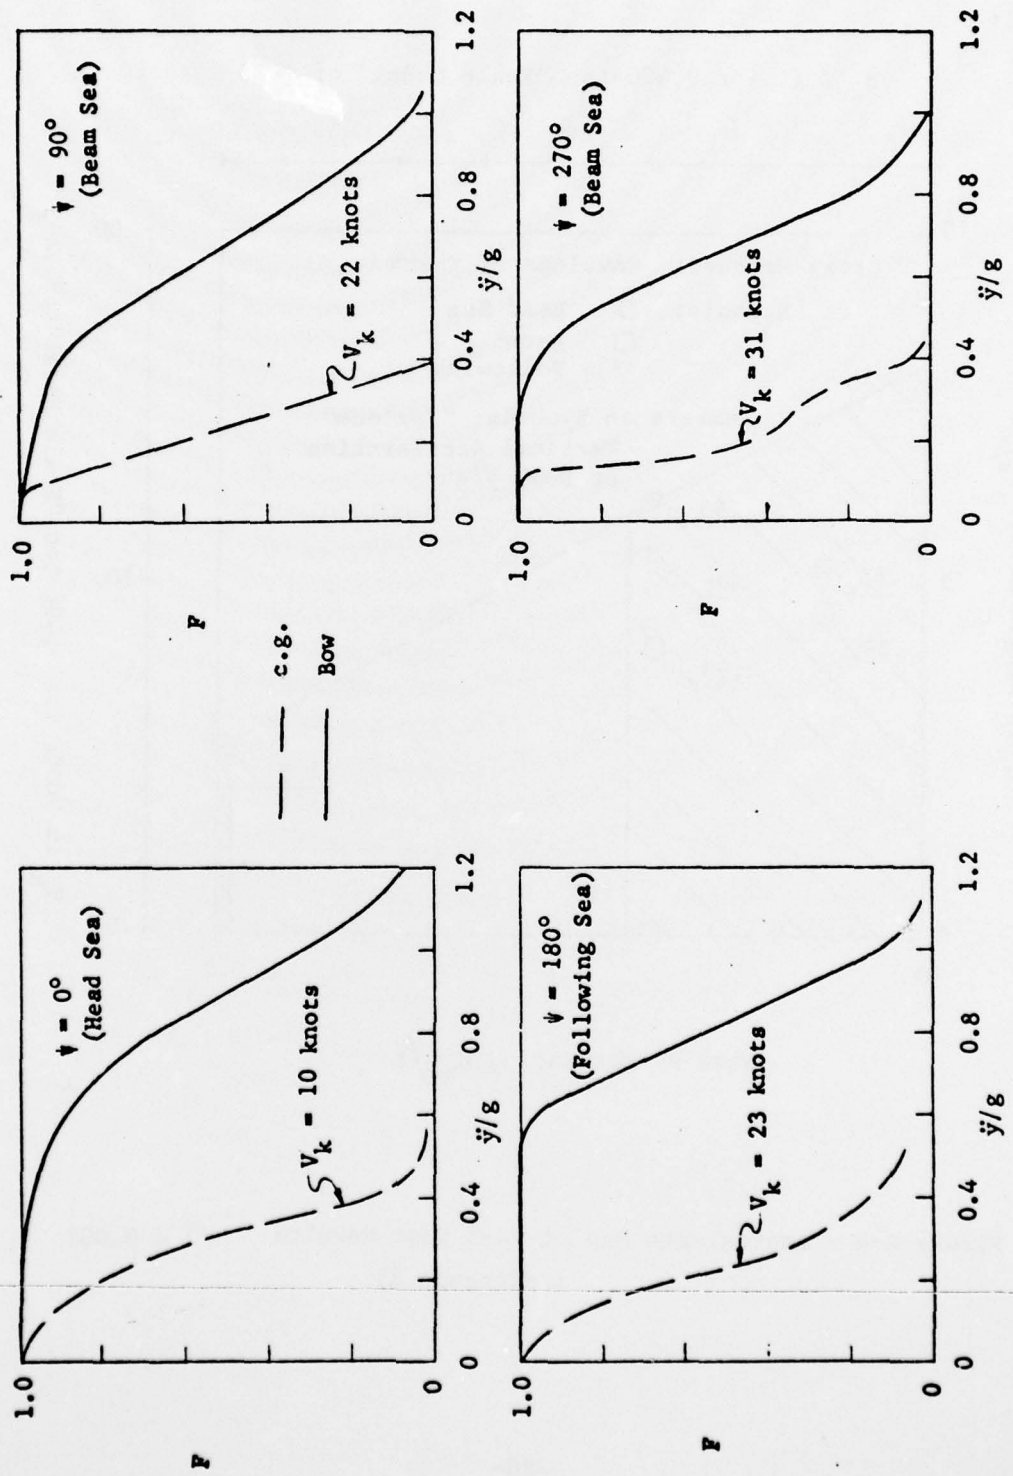 1.0
F
0
ψ = 0°
(Head Sea)
V_k = 10 knots
0
0.4
0.8
1.2
ÿ/g
— — c.g.
—— Bow
1.0
F
0
ψ = 90°
(Beam Sea)
V_k = 22 knots
0
0.4
0.8
1.2
ÿ/g
1.0
F
0
ψ = 180°
(Following Sea)
V_k = 23 knots
0
0.4
0.8
1.2
ÿ/g
1.0
F
0
ψ = 270°
(Beam Sea)
V_k = 31 knots
0
0.4
0.8
1.2
ÿ/g